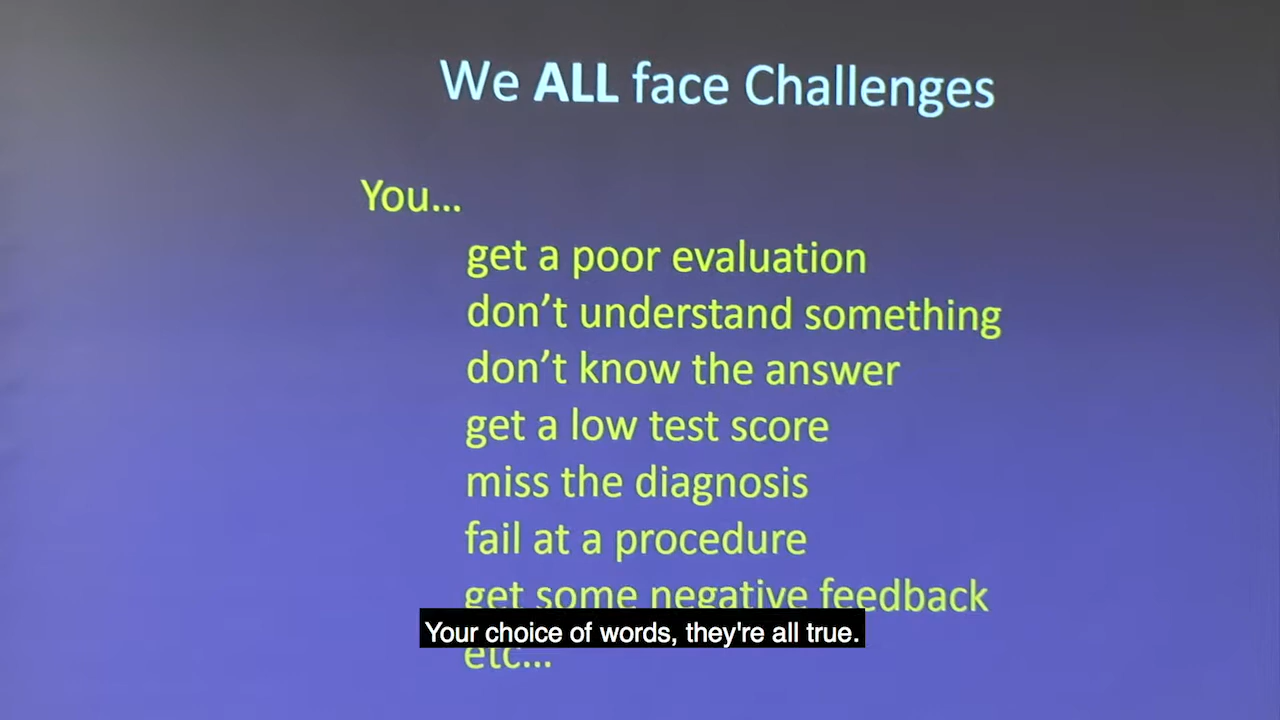 We ALL face Challenges
You...
get a poor evaluation
don't understand something
don't know the answer
get a low test score
miss the diagnosis
fail at a procedure
get some negative feedback
Your choice of words, they're all true.
etc...